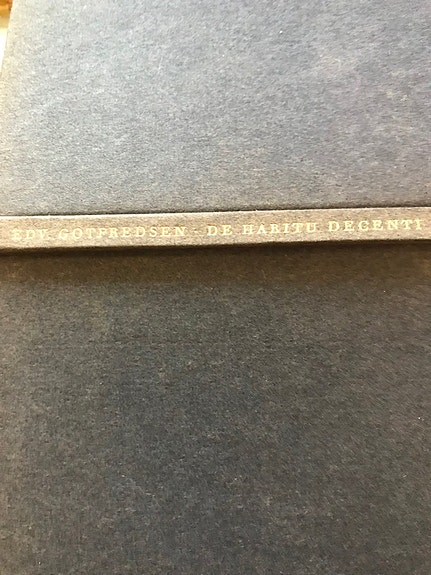 EDV. GOTFREDSEN · DE HABITU DECENTI